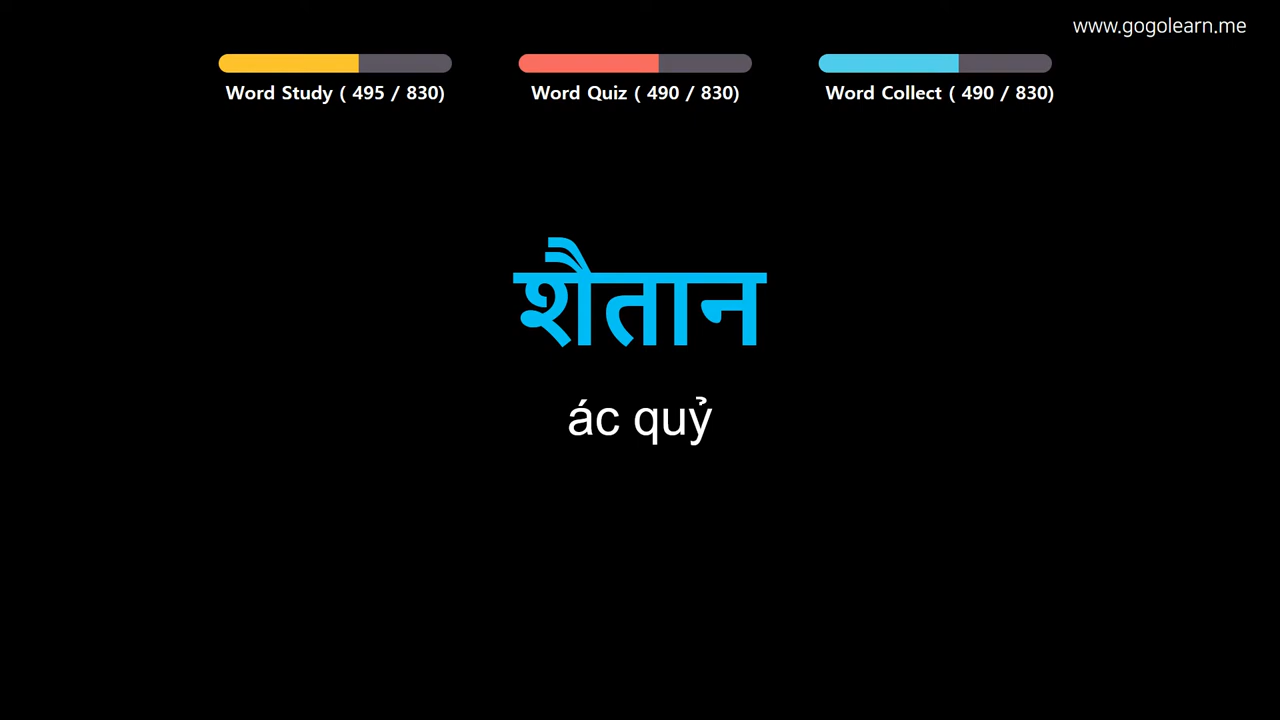 www.gogolearn.me
Word Study ( 495 / 830)
Word Quiz ( 490 / 830)
Word Collect ( 490 / 830)
शैतान
ác quỷ